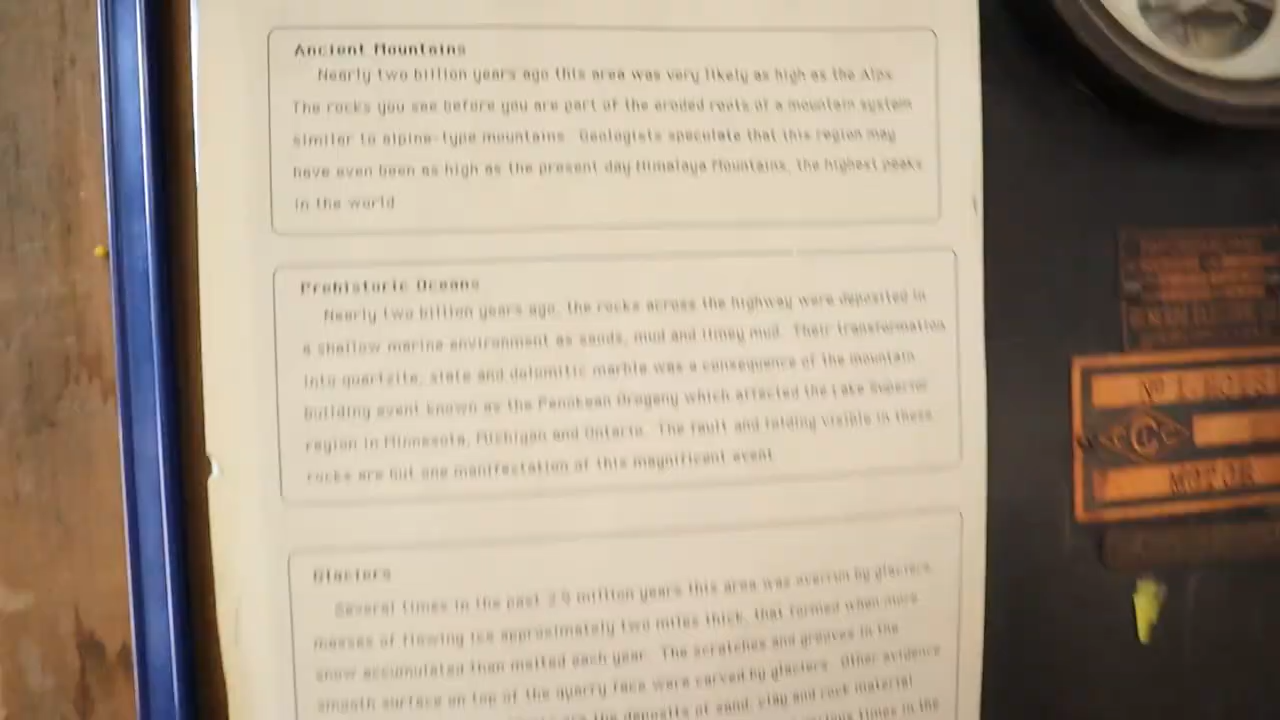 Ancient Mountains
Nearly two billion years ago this area was very likely as high as the Alps
The rocks you see before you are part of the eroded roots of a mountain system
similar to alpine-type mountains. Geologists speculate that this region may
have even been as high as the present day Himalaya Mountains, the highest peaks
in the world
Prehistoric Oceans
Nearly two billion years ago, the rocks across the highway were deposited in
a shallow marine environment as sands, mud and limey mud. Their transformation
into quartzite, slate and dolomitic marble was a consequence of the mountain
building event known as the Penokean Orogeny which affected the Lake Superior
region in Minnesota, Michigan and Ontario. The fault and folding visible in these
rocks are but one manifestation of this magnificent event
Glaciers
Several times in the past million years this area was overrun by glaciers
masses of flowing ice approximately two miles thick, that formed when more
snow accumulated than melted each year. The scratches and grooves in the
smooth surface on top of the quarry face were carved by glaciers. Other evidence
are the deposits of sand, clay and rock material
various times in the
MOTOR